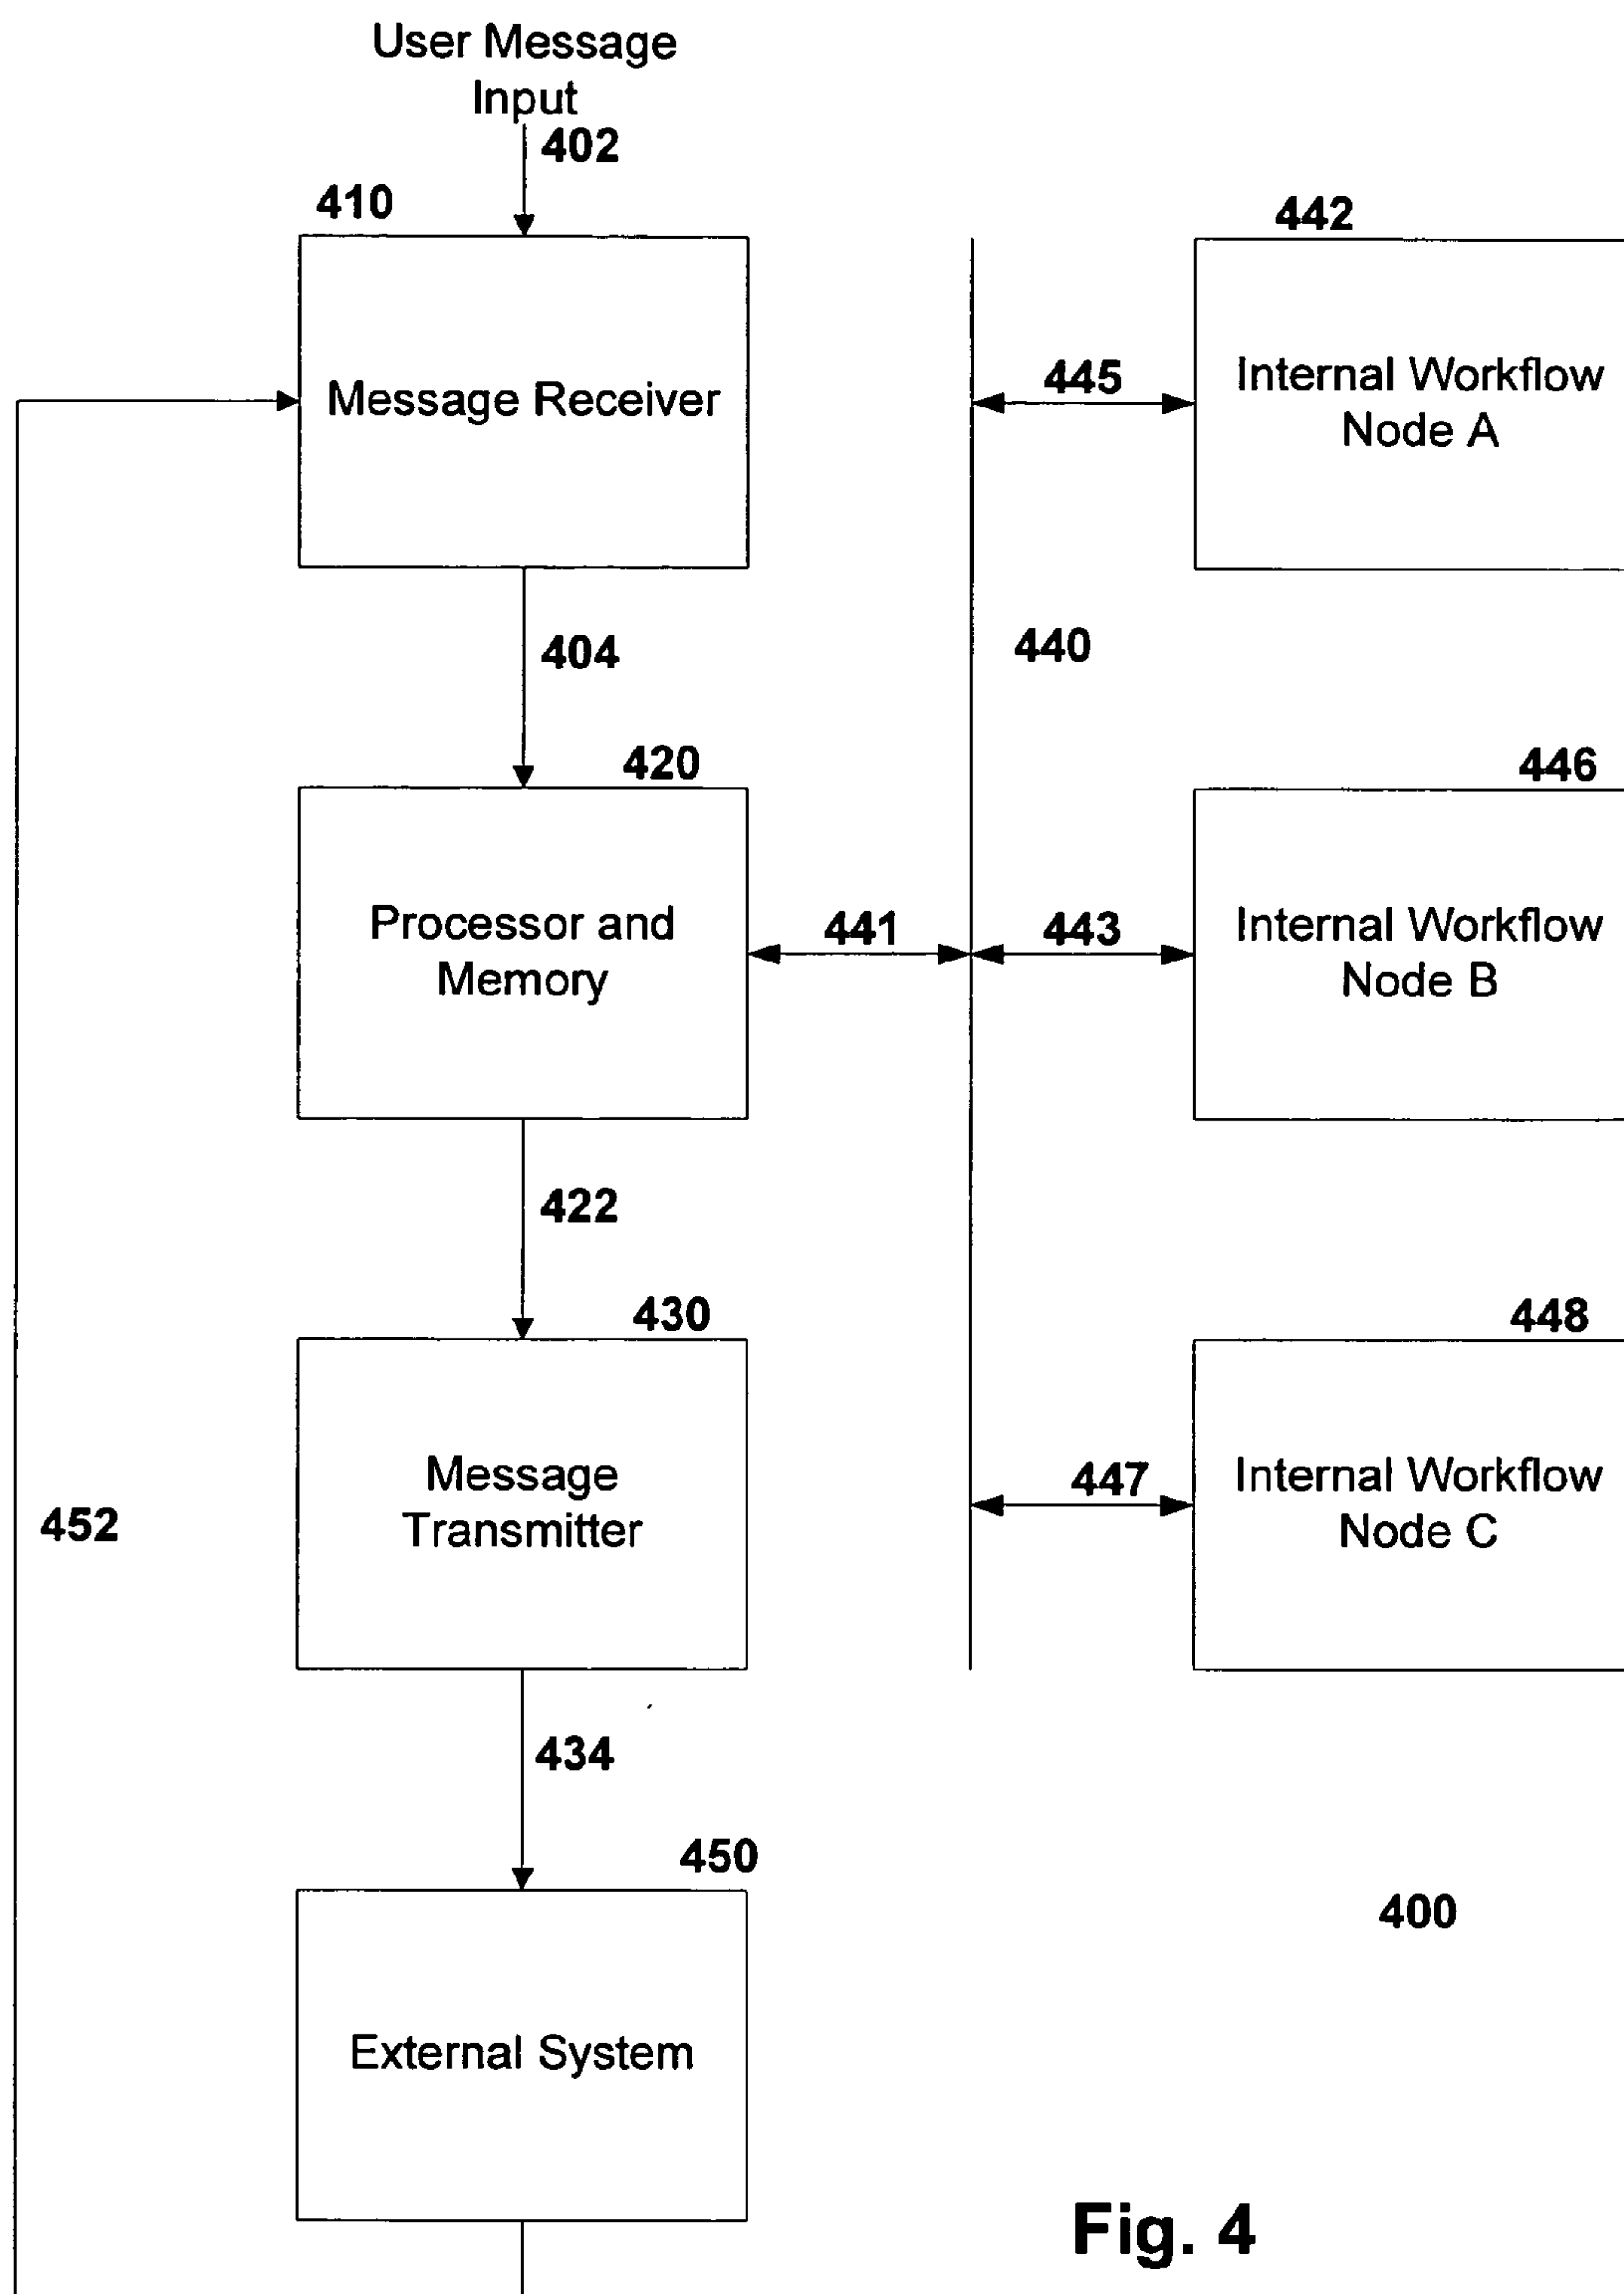 User Message
Input
402
410
Message Receiver
404
420
Processor and
Memory
441
422
430
Message
Transmitter
452
434
450
External System
440
442
445
Internal Workflow
Node A
446
443
Internal Workflow
Node B
448
447
Internal Workflow
Node C
400
Fig. 4